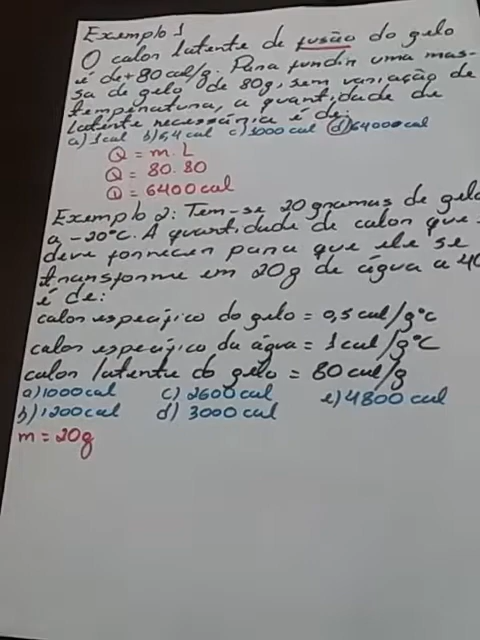 Exemplo 1
O calor latente de fusão do gelo
é de +80 cal/g. Para fundir uma mas-
sa de gelo de 80g, sem variação de
temperatura, a quantidade de
latente necessária é de:
a) 1 cal b) 6,4 cal c) 1000 cal d) 64000 cal
Q = m. L
Q = 80. 80
Q = 6400 cal
Exemplo 2: Tem-se 20 gramas de gelo
a -20°C. A quantidade de calor que
deve fornecer para que ele se
transforme em 20g de água a 40
é de:
calor específico do gelo = 0,5 cal/g°C
calor específico da água = 1 cal/g°C
calor latente do gelo = 80 cal/g
a) 1000 cal c) 2600 cal e) 4800 cal
b) 1200 cal d) 3000 cal
m = 20g